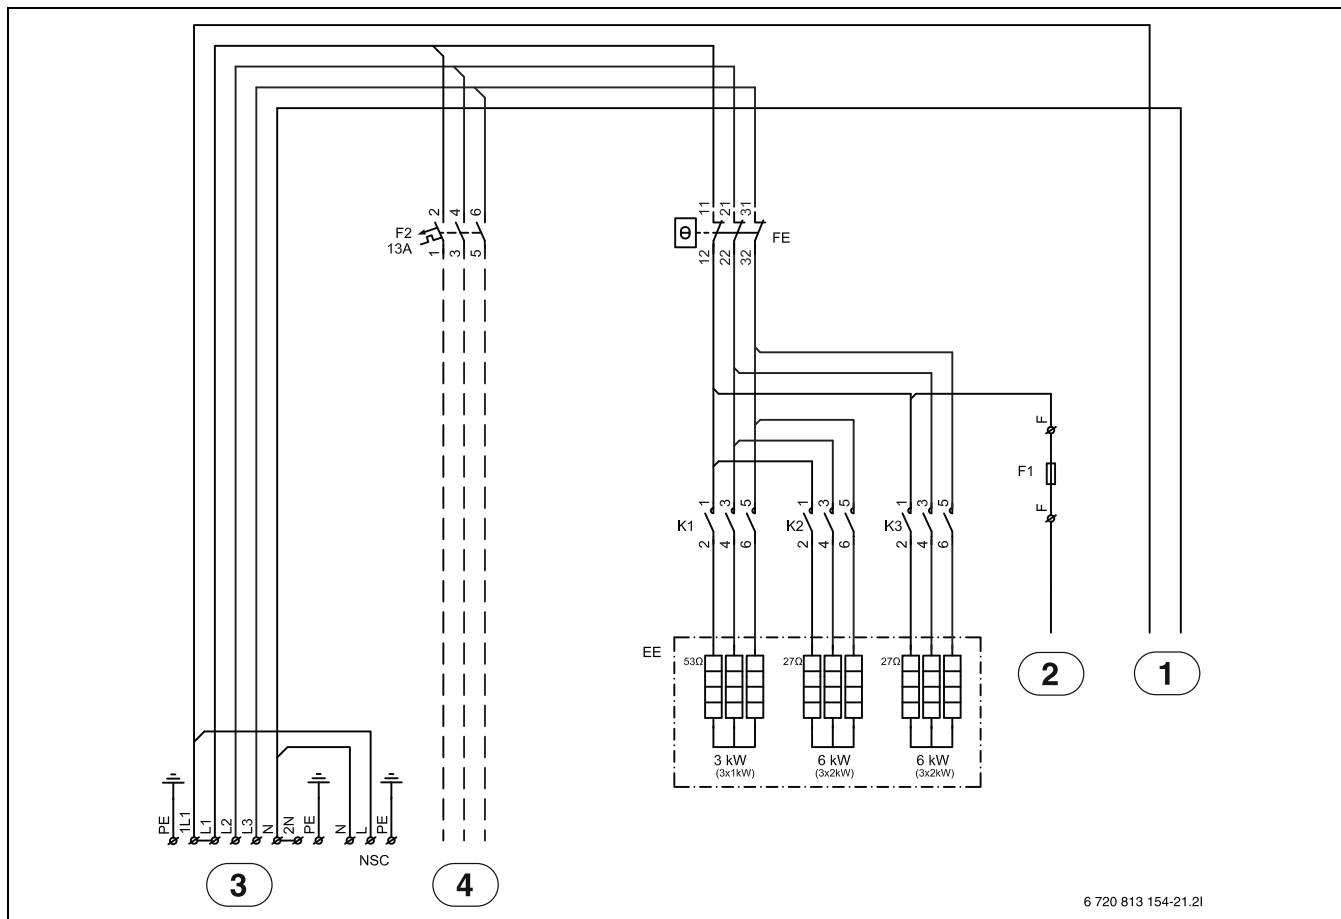 2 4 6
F2
13A
1 3 5
11 21 31
FE
12 22 32
F
F1
F
K1 1 3 5
2 4 6
K2 1 3 5
2 4 6
K3 1 3 5
2 4 6
EE
53Ω 27Ω 27Ω
3 kW 6 kW 6 kW
(3x1kW) (3x2kW) (3x2kW)
2 1
PE 1L1 L1 L2 L3 N 2N PE N L PE
NSC
3 4
6 720 813 154-21.2I